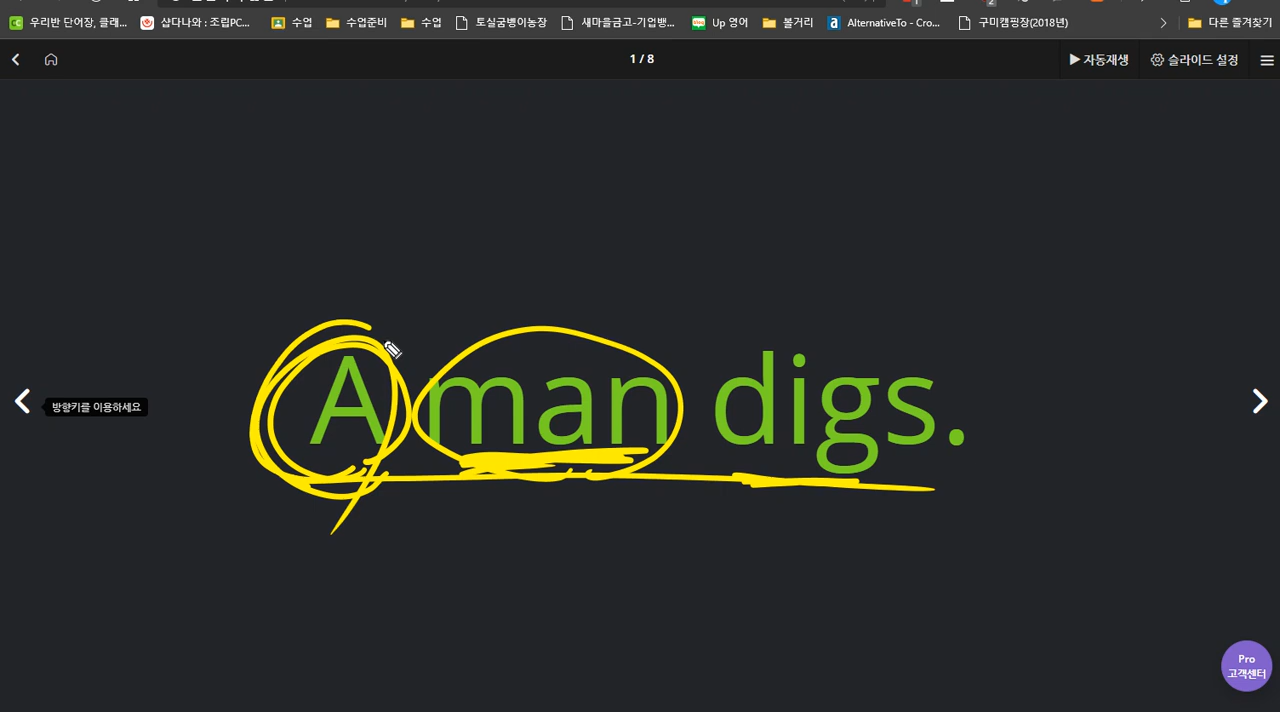 우리반 단어장, 클래... 샵다나와 : 조립PC... 수업 수업준비 수업 토실굼뱅이농장 새마을금고-기업뱅... Up 영어 볼거리 AlternativeTo - Cro... 구미캠핑장(2018년) 다른 즐겨찾기
1 / 8
▶ 자동재생 슬라이드 설정
A man digs.
방향키를 이용하세요
Pro
고객센터